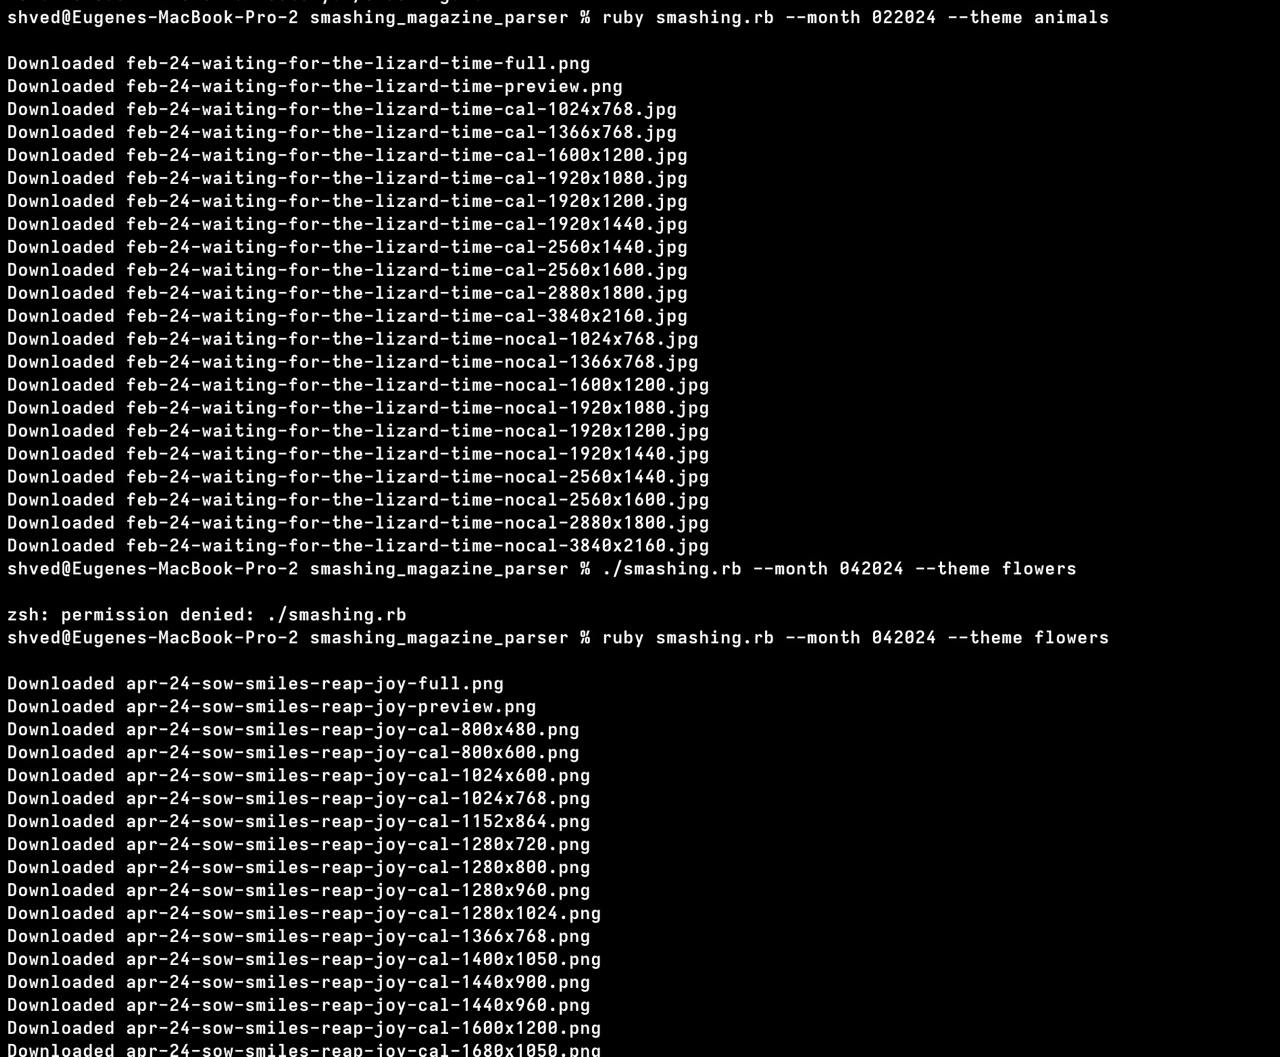 shved@Eugenes-MacBook-Pro-2 smashing_magazine_parser % ruby smashing.rb --month 022024 --theme animals
Downloaded feb-24-waiting-for-the-lizard-time-full.png
Downloaded feb-24-waiting-for-the-lizard-time-preview.png
Downloaded feb-24-waiting-for-the-lizard-time-cal-1024x768.jpg
Downloaded feb-24-waiting-for-the-lizard-time-cal-1366x768.jpg
Downloaded feb-24-waiting-for-the-lizard-time-cal-1600x1200.jpg
Downloaded feb-24-waiting-for-the-lizard-time-cal-1920x1080.jpg
Downloaded feb-24-waiting-for-the-lizard-time-cal-1920x1200.jpg
Downloaded feb-24-waiting-for-the-lizard-time-cal-1920x1440.jpg
Downloaded feb-24-waiting-for-the-lizard-time-cal-2560x1440.jpg
Downloaded feb-24-waiting-for-the-lizard-time-cal-2560x1600.jpg
Downloaded feb-24-waiting-for-the-lizard-time-cal-2880x1800.jpg
Downloaded feb-24-waiting-for-the-lizard-time-cal-3840x2160.jpg
Downloaded feb-24-waiting-for-the-lizard-time-nocal-1024x768.jpg
Downloaded feb-24-waiting-for-the-lizard-time-nocal-1366x768.jpg
Downloaded feb-24-waiting-for-the-lizard-time-nocal-1600x1200.jpg
Downloaded feb-24-waiting-for-the-lizard-time-nocal-1920x1080.jpg
Downloaded feb-24-waiting-for-the-lizard-time-nocal-1920x1200.jpg
Downloaded feb-24-waiting-for-the-lizard-time-nocal-1920x1440.jpg
Downloaded feb-24-waiting-for-the-lizard-time-nocal-2560x1440.jpg
Downloaded feb-24-waiting-for-the-lizard-time-nocal-2560x1600.jpg
Downloaded feb-24-waiting-for-the-lizard-time-nocal-2880x1800.jpg
Downloaded feb-24-waiting-for-the-lizard-time-nocal-3840x2160.jpg
shved@Eugenes-MacBook-Pro-2 smashing_magazine_parser % ./smashing.rb --month 042024 --theme flowers
zsh: permission denied: ./smashing.rb
shved@Eugenes-MacBook-Pro-2 smashing_magazine_parser % ruby smashing.rb --month 042024 --theme flowers
Downloaded apr-24-sow-smiles-reap-joy-full.png
Downloaded apr-24-sow-smiles-reap-joy-preview.png
Downloaded apr-24-sow-smiles-reap-joy-cal-800x480.png
Downloaded apr-24-sow-smiles-reap-joy-cal-800x600.png
Downloaded apr-24-sow-smiles-reap-joy-cal-1024x600.png
Downloaded apr-24-sow-smiles-reap-joy-cal-1024x768.png
Downloaded apr-24-sow-smiles-reap-joy-cal-1152x864.png
Downloaded apr-24-sow-smiles-reap-joy-cal-1280x720.png
Downloaded apr-24-sow-smiles-reap-joy-cal-1280x800.png
Downloaded apr-24-sow-smiles-reap-joy-cal-1280x960.png
Downloaded apr-24-sow-smiles-reap-joy-cal-1280x1024.png
Downloaded apr-24-sow-smiles-reap-joy-cal-1366x768.png
Downloaded apr-24-sow-smiles-reap-joy-cal-1400x1050.png
Downloaded apr-24-sow-smiles-reap-joy-cal-1440x900.png
Downloaded apr-24-sow-smiles-reap-joy-cal-1440x960.png
Downloaded apr-24-sow-smiles-reap-joy-cal-1600x1200.png
Downloaded apr-24-sow-smiles-reap-joy-cal-1680x1050.png